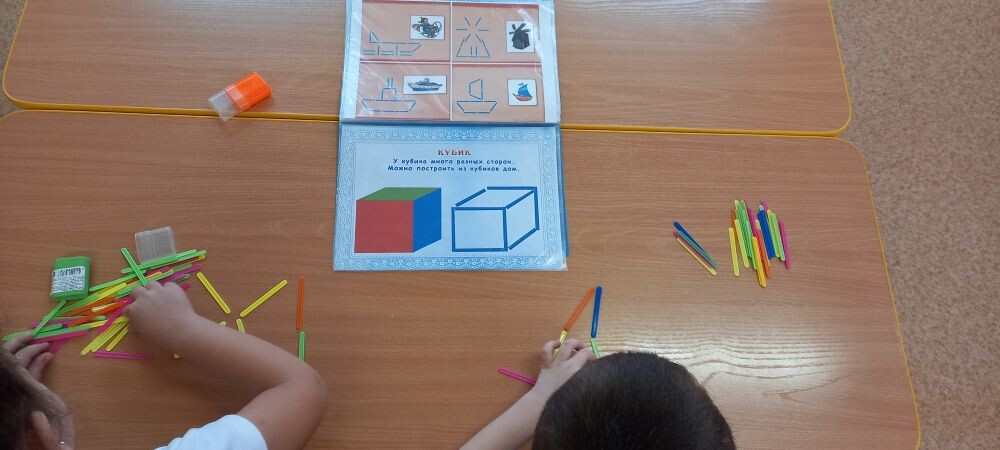 КУБИК
У кубика много разных сторон.
Можно построить из кубиков дом.